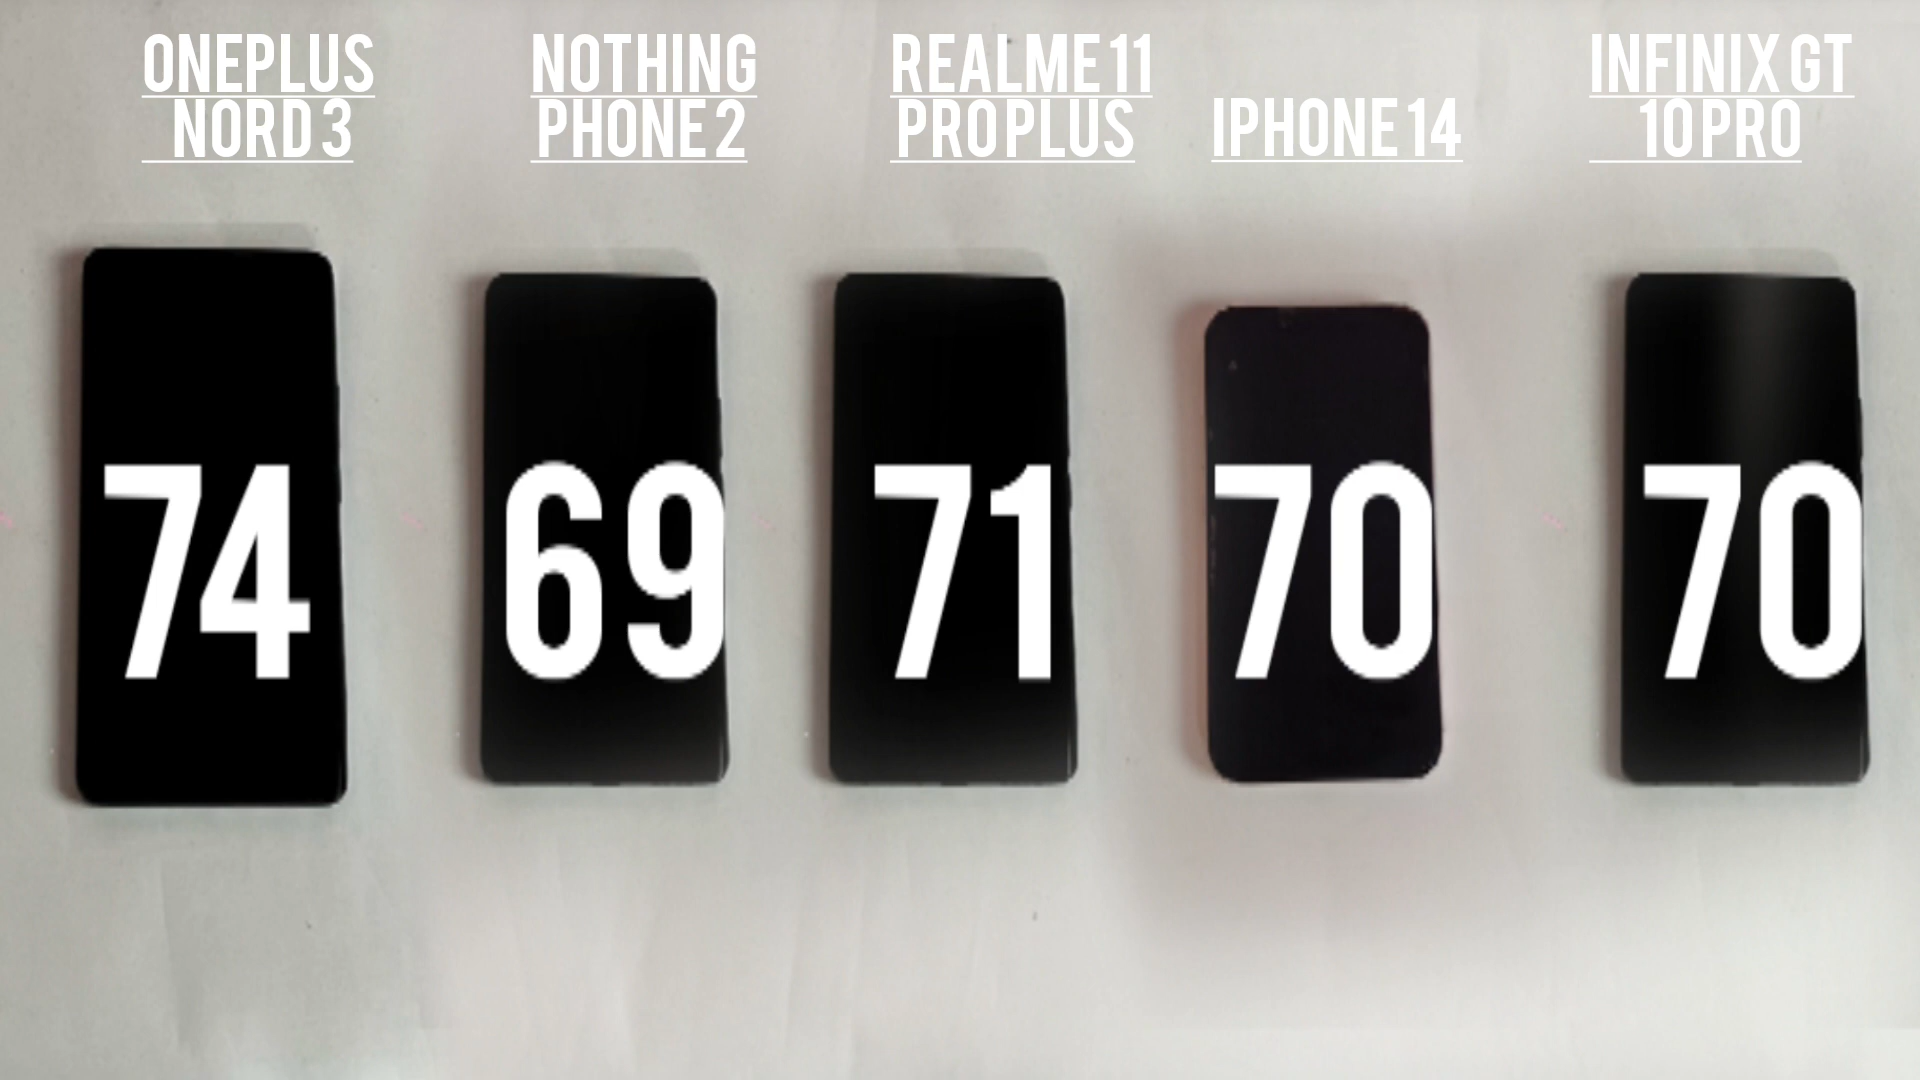 ONEPLUS
NORD 3
NOTHING
PHONE 2
REALME 11
PRO PLUS
IPHONE 14
INFINIX GT
10 PRO
74
69
71
70
70